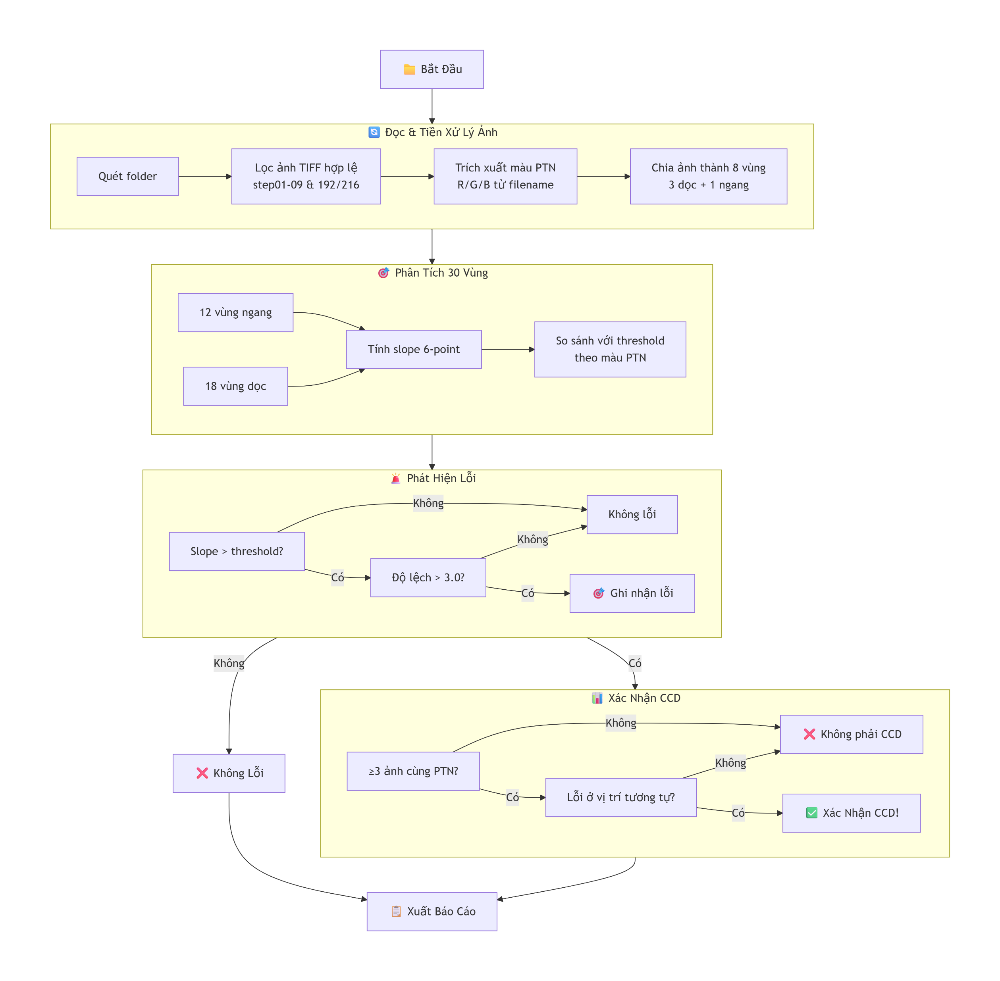 Bắt Đầu
Đọc & Tiền Xử Lý Ảnh
Quét folder
Lọc ảnh TIFF hợp lệ
step01-09 & 192/216
Trích xuất màu PTN
R/G/B từ filename
Chia ảnh thành 8 vùng
3 dọc + 1 ngang
Phân Tích 30 Vùng
12 vùng ngang
18 vùng dọc
Tính slope 6-point
So sánh với threshold
theo màu PTN
Phát Hiện Lỗi
Không
Không lỗi
Slope > threshold?
Không
Có
Độ lệch > 3.0?
Có
Ghi nhận lỗi
Không
Có
Xác Nhận CCD
Không
Không phải CCD
≥3 ảnh cùng PTN?
Không
Có
Lỗi ở vị trí tương tự?
Có
Xác Nhận CCD!
Không Lỗi
Xuất Báo Cáo